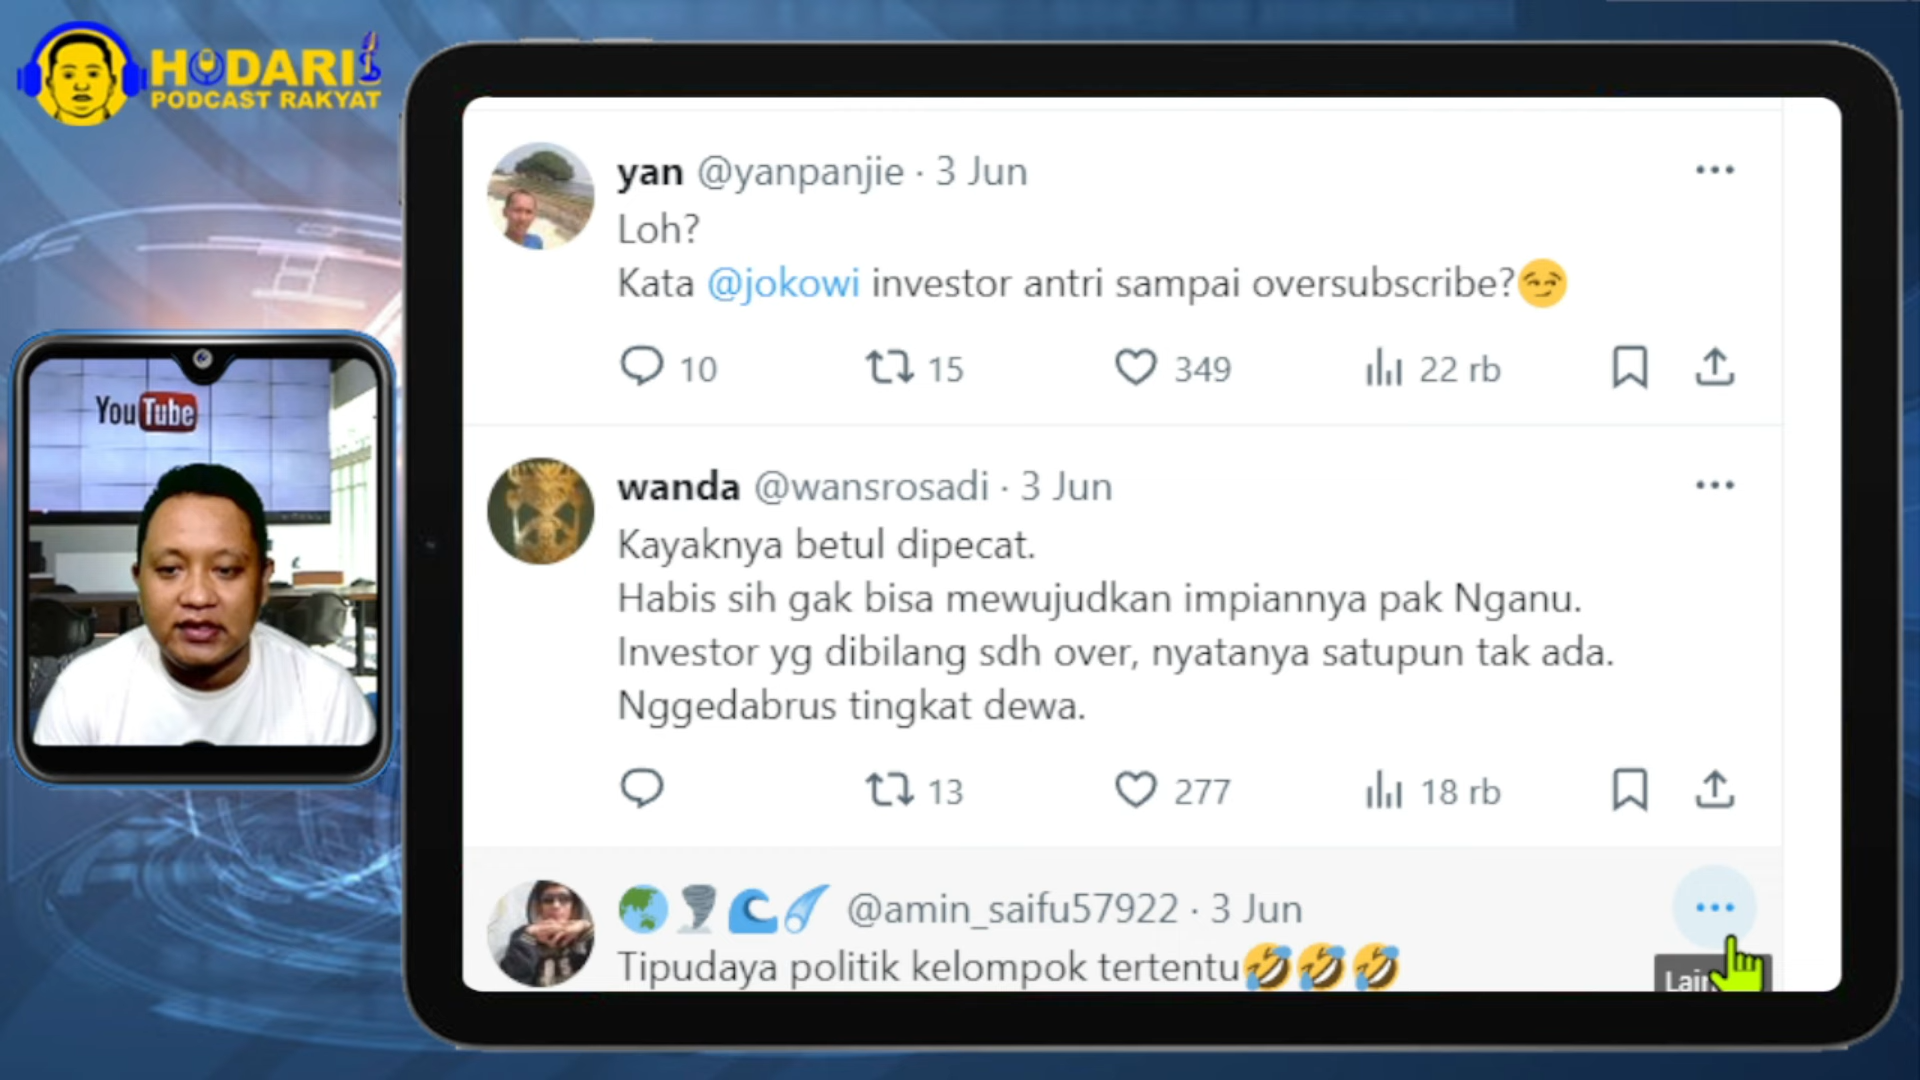 HODARI
PODCAST RAKYAT
YouTube
yan @yanpanjie · 3 Jun
Loh?
Kata @jokowi investor antri sampai oversubscribe?😏
10 15 349 22 rb
wanda @wansrosadi · 3 Jun
Kayaknya betul dipecat.
Habis sih gak bisa mewujudkan impiannya pak Nganu.
Investor yg dibilang sdh over, nyatanya satupun tak ada.
Nggedabrus tingkat dewa.
13 277 18 rb
🌏🌪️🌊☄️ @amin_saifu57922 · 3 Jun
Tipudaya politik kelompok tertentu🤣🤣🤣